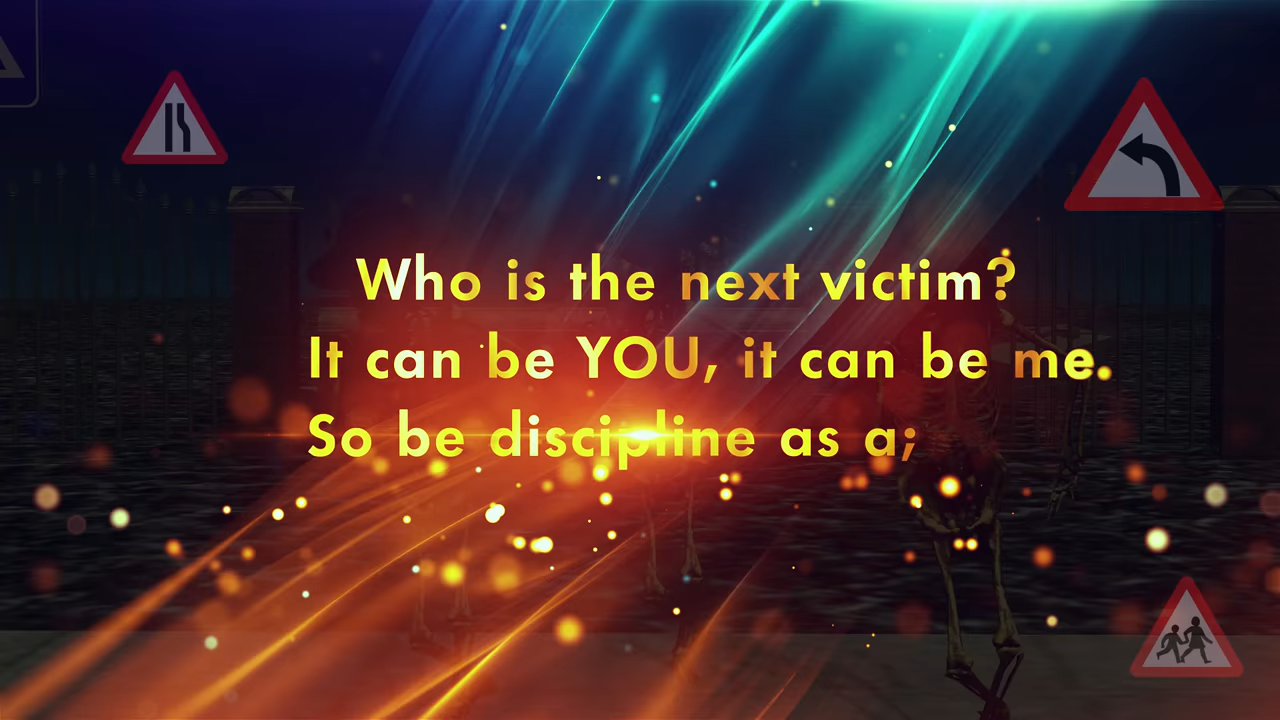 Who is the next victim?
It can be YOU, it can be me.
So be discipline as a;